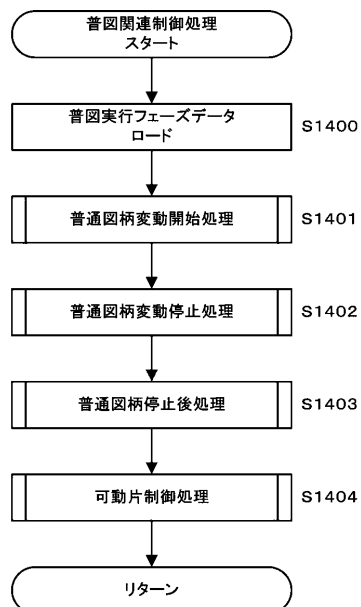 普図関連制御処理
スタート
普図実行フェーズデータ
ロード
S1400
普通図柄変動開始処理
S1401
普通図柄変動停止処理
S1402
普通図柄停止後処理
S1403
可動片制御処理
S1404
リターン